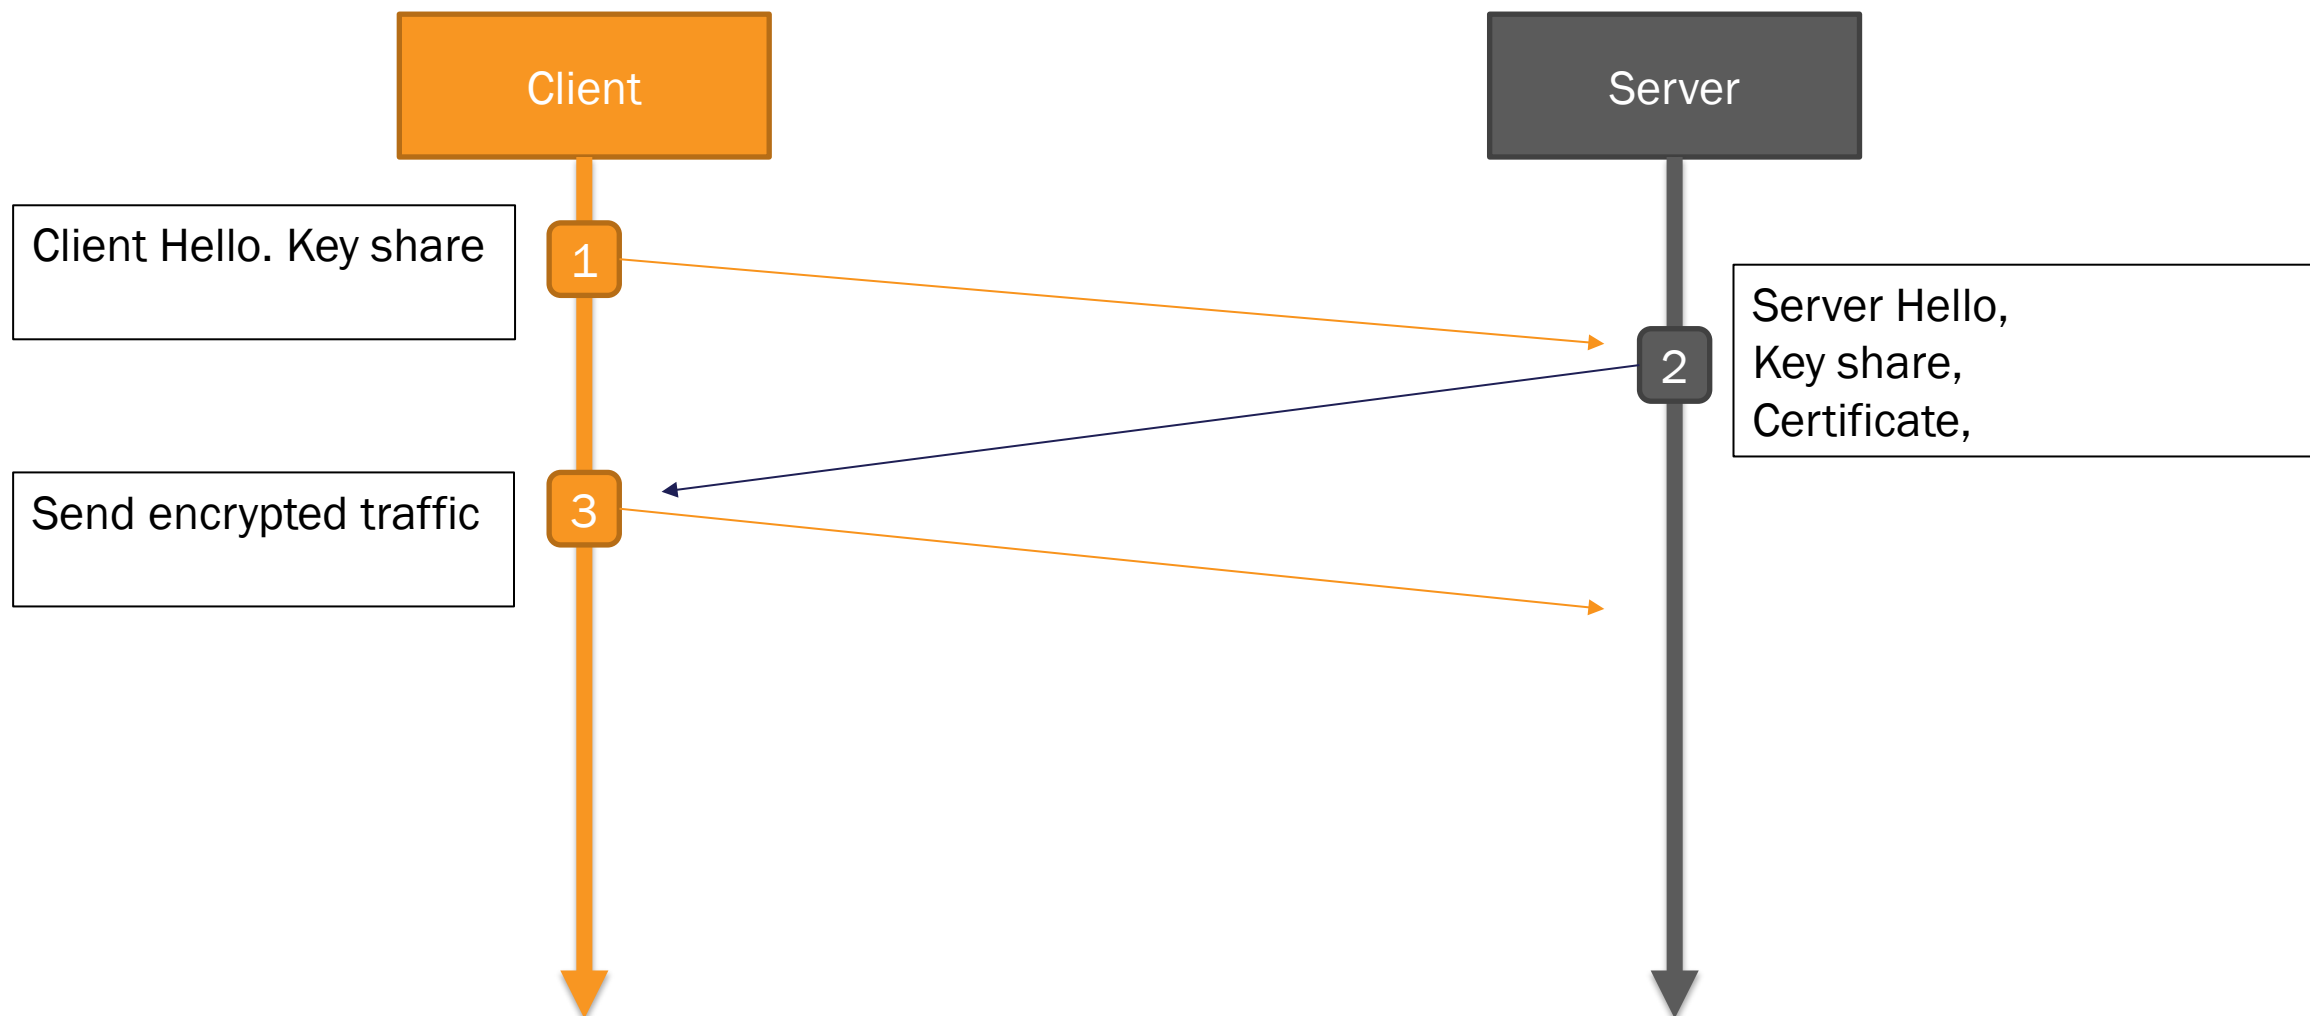 Client
Server
Client Hello. Key share
1
Server Hello,
Key share,
Certificate,
2
Send encrypted traffic
3